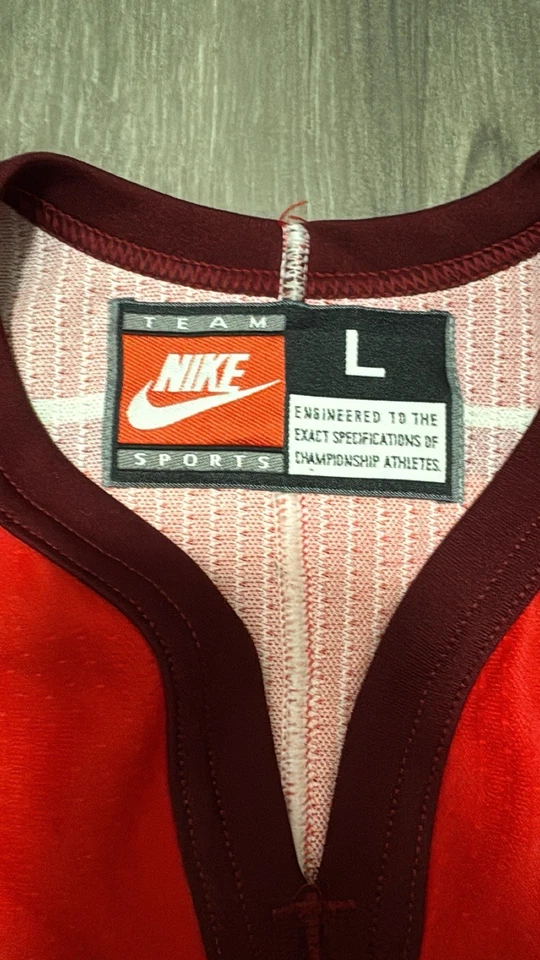 TEAM
NIKE
SPORTS
L
ENGINEERED TO THE
EXACT SPECIFICATIONS OF
CHAMPIONSHIP ATHLETES.